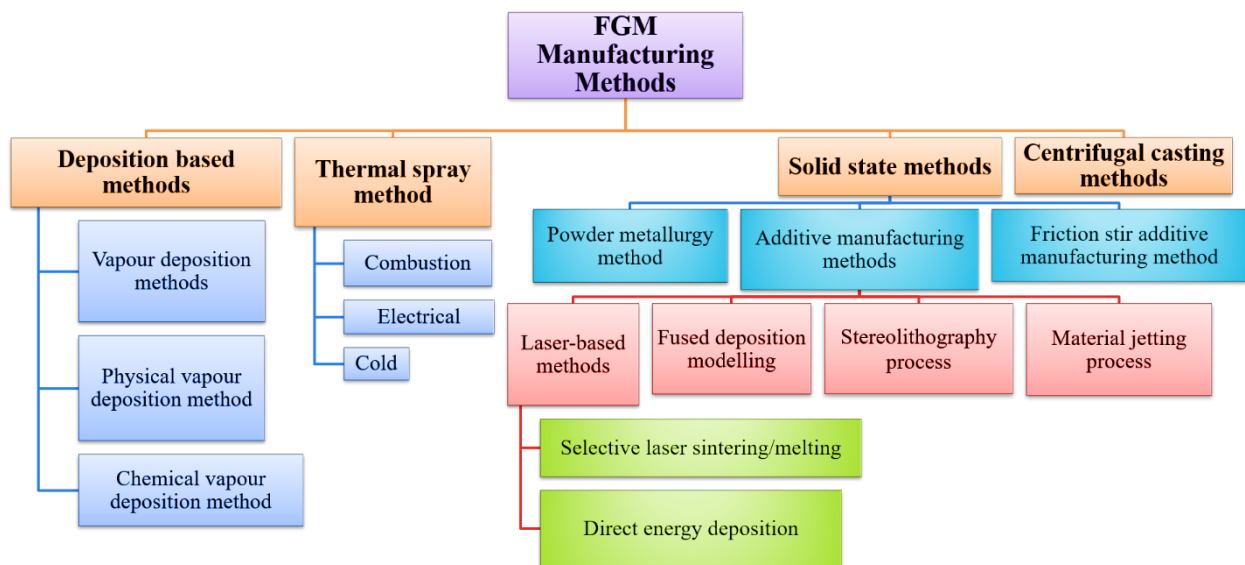 FGM
Manufacturing
Methods
Deposition based
methods
Thermal spray
method
Solid state methods
Centrifugal casting
methods
Vapour deposition
methods
Physical vapour
deposition method
Chemical vapour
deposition method
Combustion
Electrical
Cold
Powder metallurgy
method
Additive manufacturing
methods
Friction stir additive
manufacturing method
Laser-based
methods
Fused deposition
modelling
Stereolithography
process
Material jetting
process
Selective laser sintering/melting
Direct energy deposition